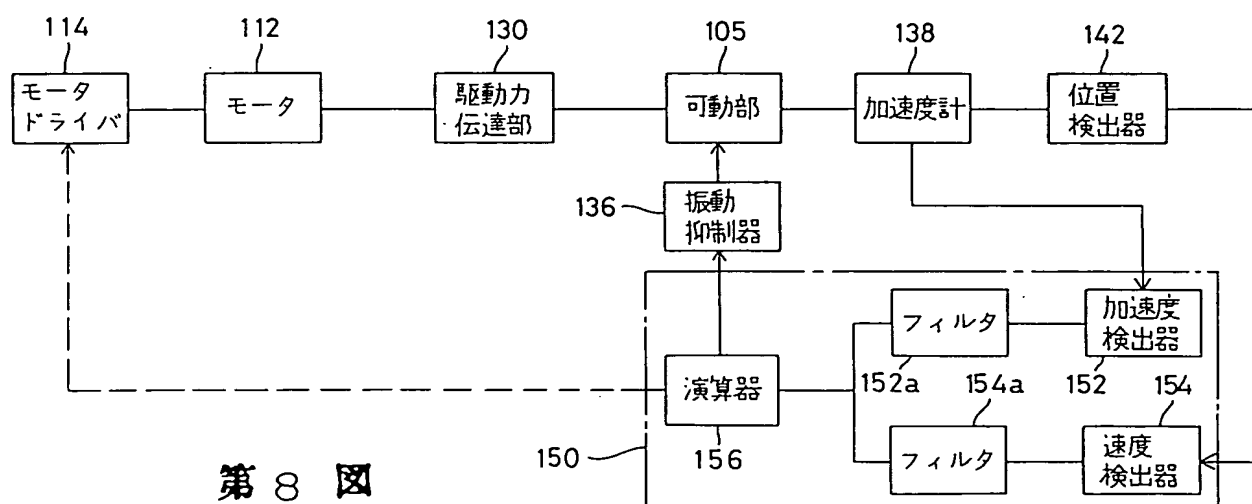 114
112
130
105
138
142
モータ
ドライバ
モータ
駆動力
伝達部
可動部
加速度計
位置
検出器
136
振動
抑制器
フィルタ
加速度
検出器
152a
152
演算器
156
154a
154
フィルタ
速度
検出器
150
第8図